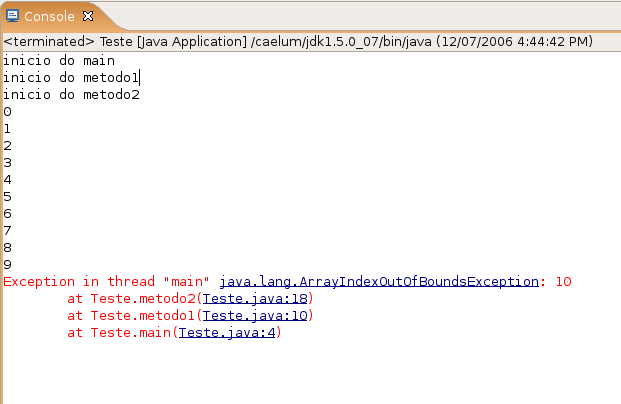 Console
<terminated> Teste [Java Application] /caelum/jdk1.5.0_07/bin/java (12/07/2006 4:44:42 PM)
inicio do main
inicio do metodo1
inicio do metodo2
0
1
2
3
4
5
6
7
8
9
Exception in thread "main" java.lang.ArrayIndexOutOfBoundsException: 10
at Teste.metodo2(Teste.java:18)
at Teste.metodo1(Teste.java:10)
at Teste.main(Teste.java:4)